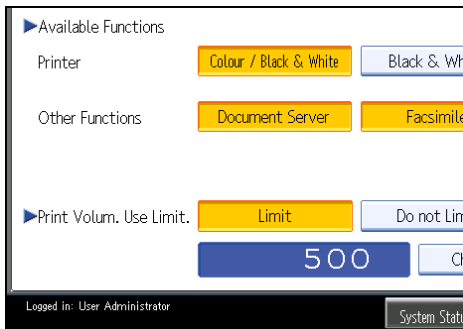 ▶Available Functions
Printer Colour / Black & White Black & Wh
Other Functions Document Server Facsimile
▶Print Volum. Use Limit. Limit Do not Lim
500 Ch
Logged in: User Administrator System Statu